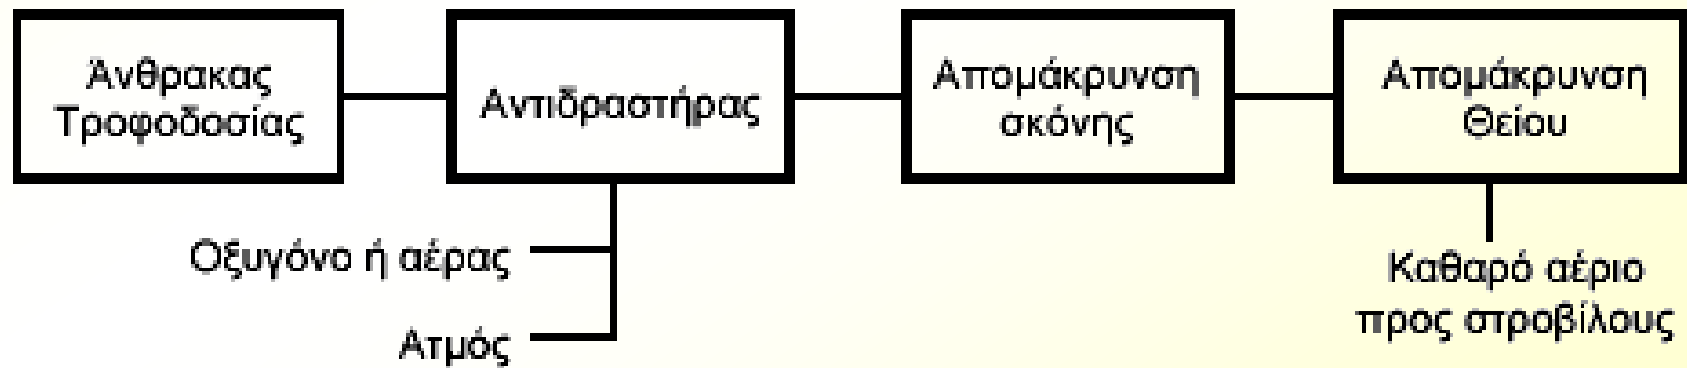 Άνθρακας
Τροφοδοσίας
Αντιδραστήρας
Απομάκρυνση
σκόνης
Απομάκρυνση
Θείου
Οξυγόνο ή αέρας
Ατμός
Καθαρό αέριο
προς στροβίλους